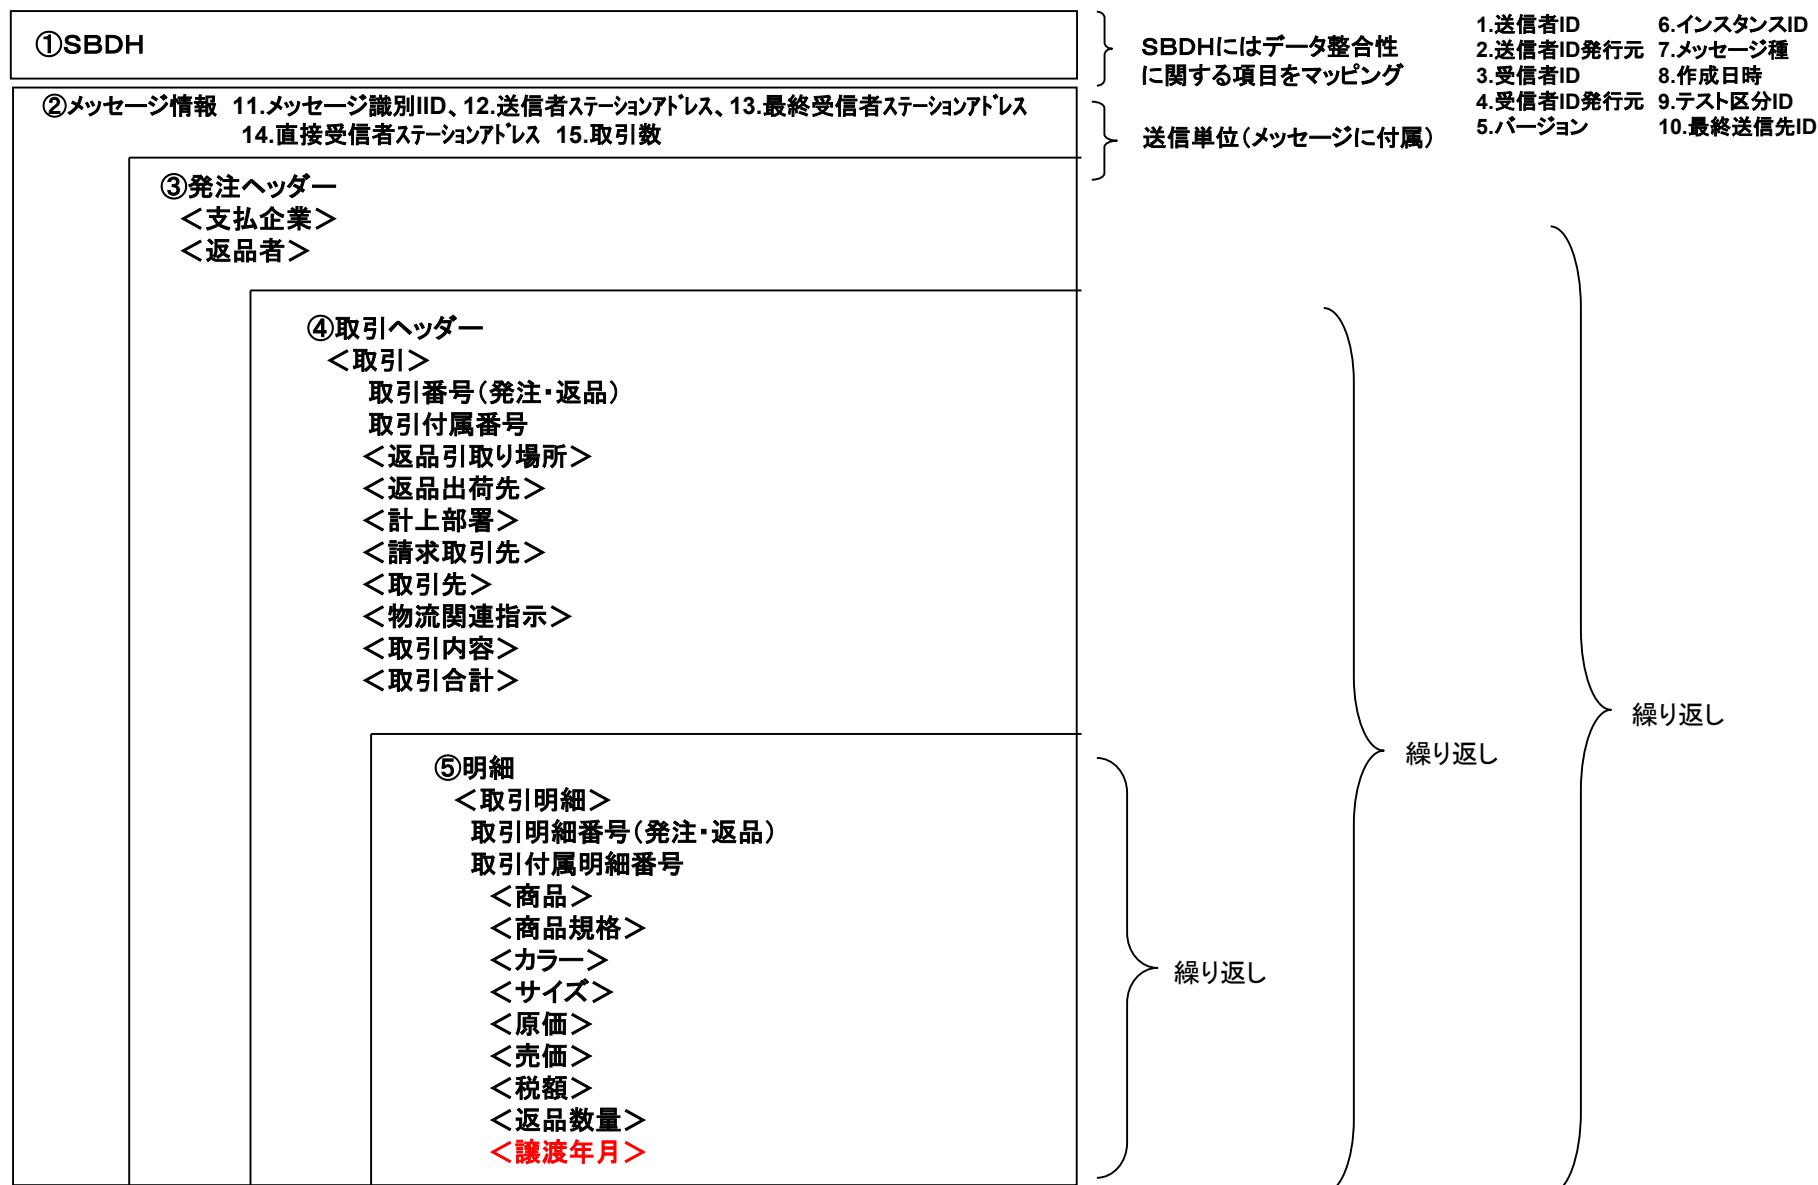 ①SBDH
SBDHにはデータ整合性
に関する項目をマッピング
1.送信者ID 6.インスタンスID
2.送信者ID発行元 7.メッセージ種
3.受信者ID 8.作成日時
4.受信者ID発行元 9.テスト区分ID
5.バージョン 10.最終送信先ID
②メッセージ情報 11.メッセージ識別IID、12.送信者ステーションアドレス、13.最終受信者ステーションアドレス
14.直接受信者ステーションアドレス 15.取引数
送信単位(メッセージに付属)
③発注ヘッダー
＜支払企業＞
＜返品者＞
④取引ヘッダー
＜取引＞
取引番号(発注・返品)
取引付属番号
＜返品引取り場所＞
＜返品出荷先＞
＜計上部署＞
＜請求取引先＞
＜取引先＞
＜物流関連指示＞
＜取引内容＞
＜取引合計＞
繰り返し
繰り返し
⑤明細
＜取引明細＞
取引明細番号(発注・返品)
取引付属明細番号
＜商品＞
＜商品規格＞
＜カラー＞
＜サイズ＞
＜原価＞
＜売価＞
＜税額＞
＜返品数量＞
＜譲渡年月＞
繰り返し